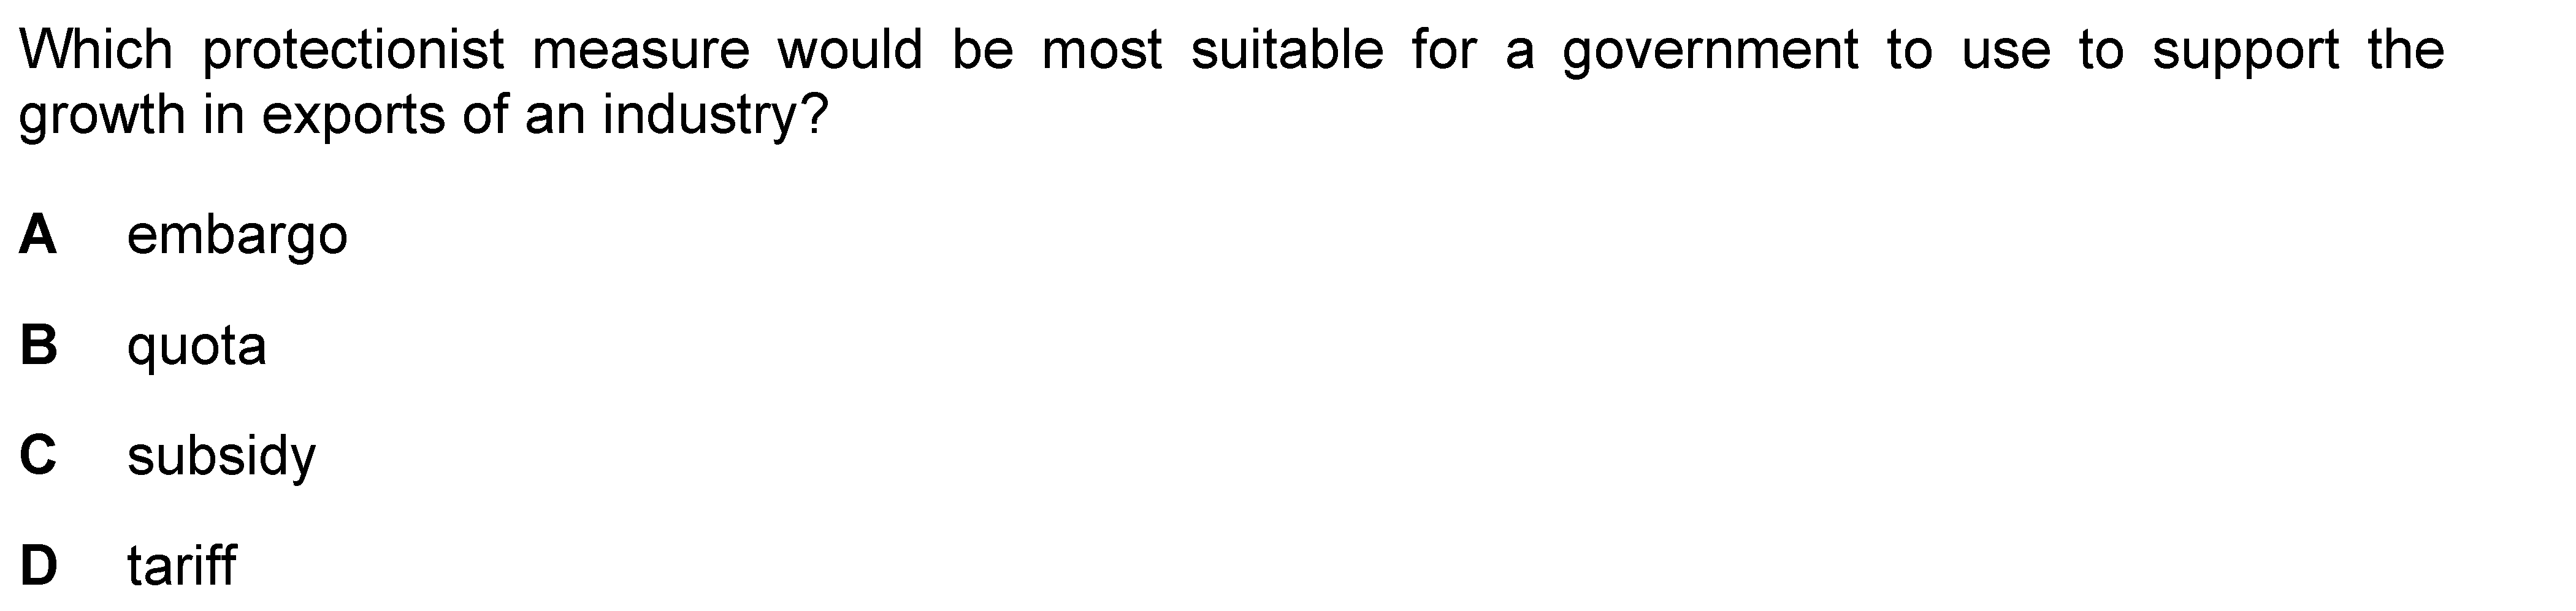 Which protectionist measure would be most suitable for a government to use to support the
growth in exports of an industry?
A embargo
B quota
C subsidy
D tariff